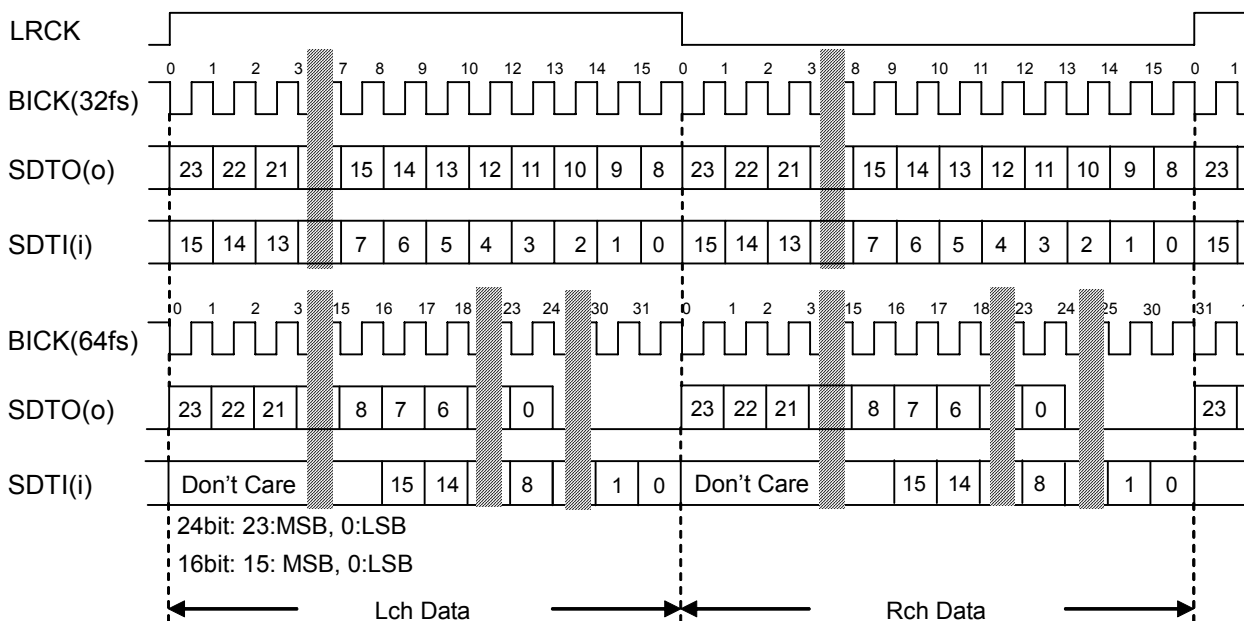 LRCK
0 1 2 3 7 8 9 10 11 12 13 14 15 0 1 2 3 8 9 10 11 12 13 14 15 0 1
BICK(32fs)
SDTO(o) 23 22 21 15 14 13 12 11 10 9 8 23 22 21 15 14 13 12 11 10 9 8 23
SDTI(i) 15 14 13 7 6 5 4 3 2 1 0 15 14 13 7 6 5 4 3 2 1 0 15
0 1 2 3 15 16 17 18 23 24 30 31 0 1 2 3 15 16 17 18 23 24 25 30 31
BICK(64fs)
SDTO(o) 23 22 21 8 7 6 0 23 22 21 8 7 6 0 23
SDTI(i) Don't Care 15 14 8 1 0 Don't Care 15 14 8 1 0
24bit: 23:MSB, 0:LSB
16bit: 15: MSB, 0:LSB
Lch Data Rch Data